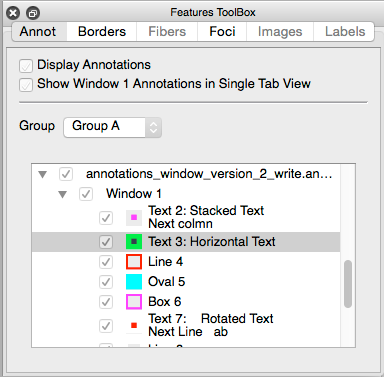 Features ToolBox
Annot Borders Fibers Foci Images Labels
Display Annotations
Show Window 1 Annotations in Single Tab View
Group Group A
annotations_window_version_2_write.an...
Window 1
Text 2: Stacked Text
Next colmn
Text 3: Horizontal Text
Line 4
Oval 5
Box 6
Text 7: Rotated Text
Next Line ab